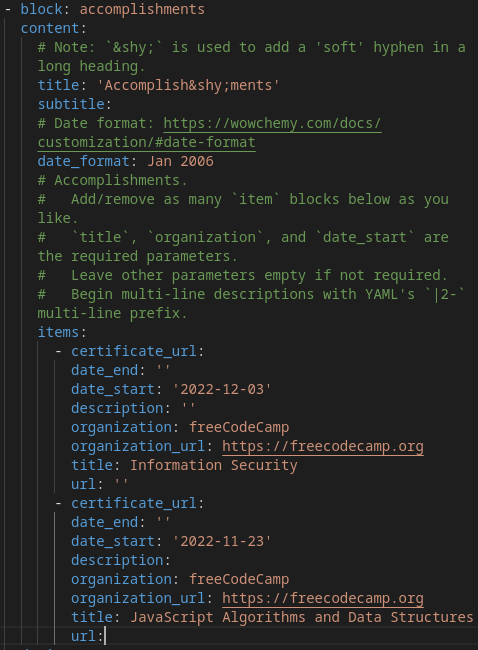 - block: accomplishments
content:
# Note: `&shy;` is used to add a 'soft' hyphen in a
long heading.
title: 'Accomplish&shy;ments'
subtitle:
# Date format: https://wowchemy.com/docs/
customization/#date-format
date_format: Jan 2006
# Accomplishments.
#   Add/remove as many `item` blocks below as you
like.
#   `title`, `organization`, and `date_start` are
the required parameters.
#   Leave other parameters empty if not required.
#   Begin multi-line descriptions with YAML's `|2-`
multi-line prefix.
items:
- certificate_url:
date_end: ''
date_start: '2022-12-03'
description: ''
organization: freeCodeCamp
organization_url: https://freecodecamp.org
title: Information Security
url: ''
- certificate_url:
date_end: ''
date_start: '2022-11-23'
description:
organization: freeCodeCamp
organization_url: https://freecodecamp.org
title: JavaScript Algorithms and Data Structures
url: